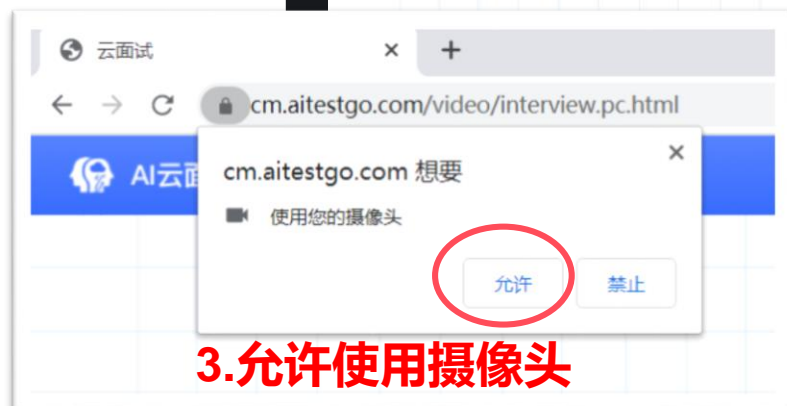 云面试
cm.aitestgo.com/video/interview.pc.html
AI云面
cm.aitestgo.com 想要
使用您的摄像头
允许 禁止
3.允许使用摄像头